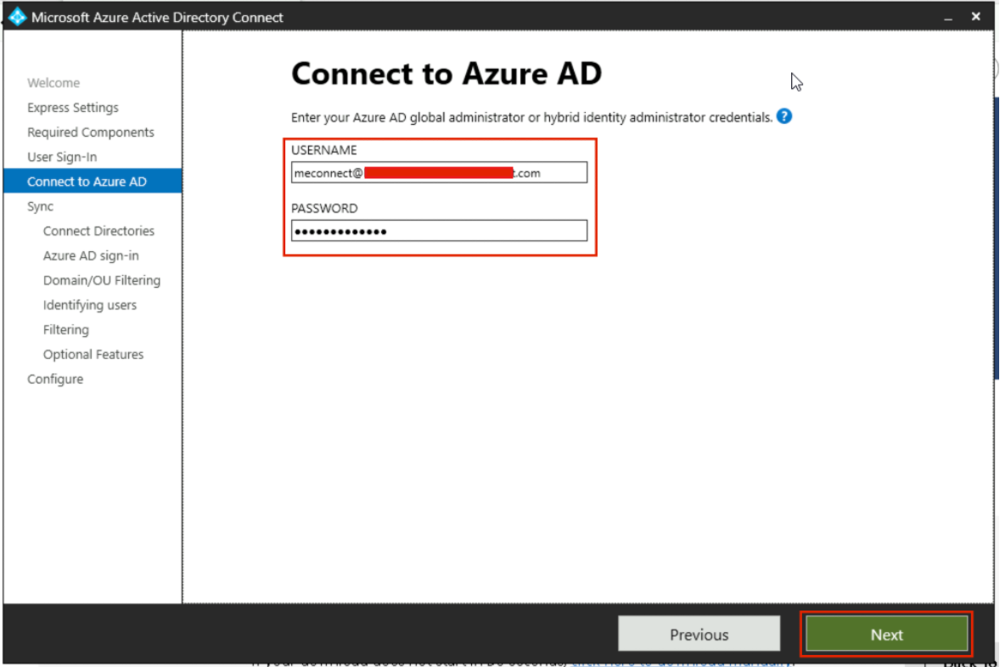 Microsoft Azure Active Directory Connect
Welcome
Express Settings
Required Components
User Sign-In
Connect to Azure AD
Sync
Connect Directories
Azure AD sign-in
Domain/OU Filtering
Identifying users
Filtering
Optional Features
Configure
Connect to Azure AD
Enter your Azure AD global administrator or hybrid identity administrator credentials. ?
USERNAME
meconnect@ t.com
PASSWORD
•••••••••••••
Previous
Next